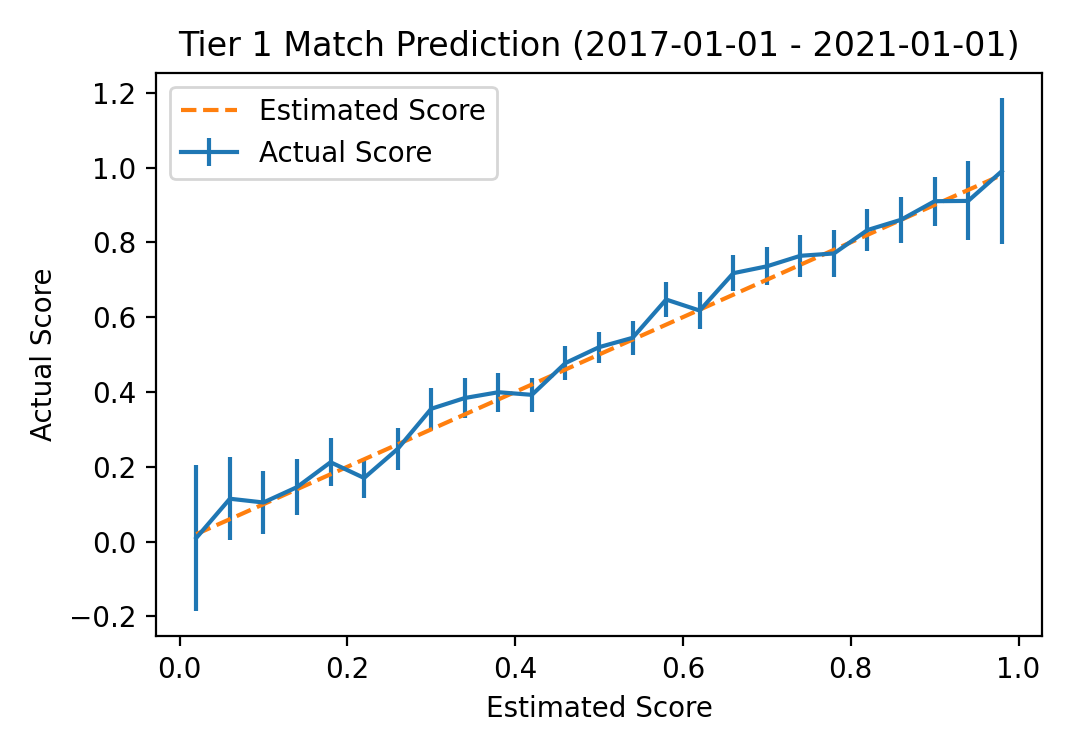 Tier 1 Match Prediction (2017-01-01 - 2021-01-01)
Estimated Score
Actual Score
1.2
1.0
0.8
0.6
0.4
0.2
0.0
−0.2
Actual Score
0.0 0.2 0.4 0.6 0.8 1.0
Estimated Score